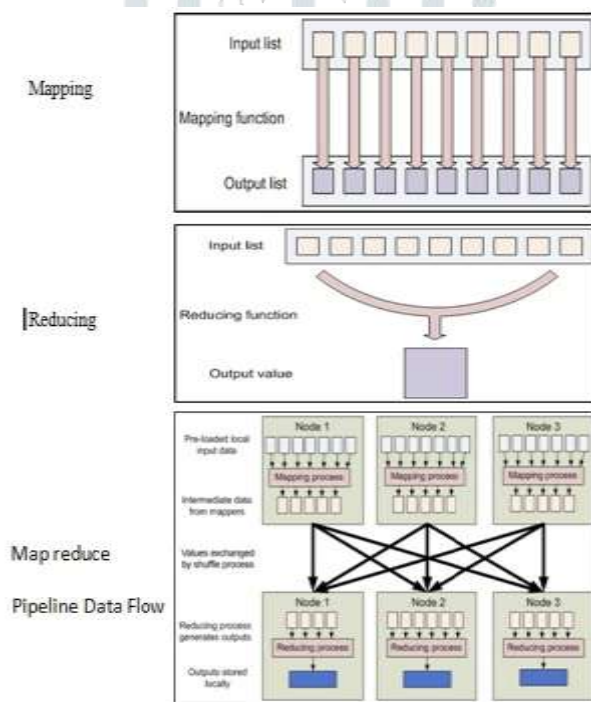 Mapping
Input list
Mapping function
Output list
Reducing
Input list
Reducing function
Output value
Map reduce
Pipeline Data Flow
Node 1 Node 2 Node 3
Pre-loaded local
input data
Mapping process Mapping process Mapping process
Intermediate data
from mappers
Values exchanged
by shuffle process
Node 1 Node 2 Node 3
Reducing process
generates outputs
Reducing process Reducing process Reducing process
Outputs stored
locally